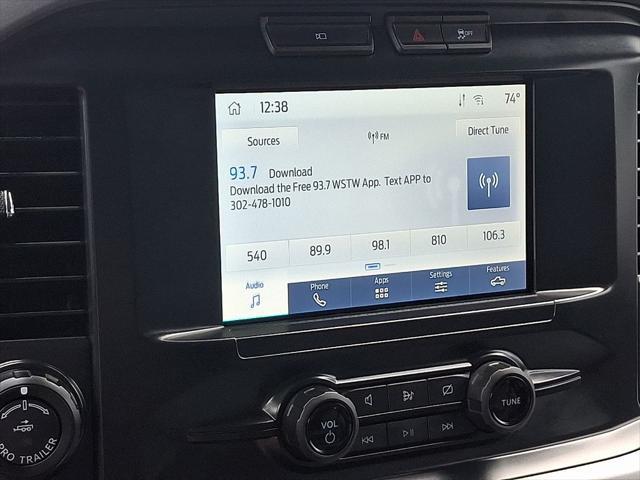 OFF
12:38
74°
Sources
FM
Direct Tune
93.7 Download
Download the Free 93.7 WSTW App. Text APP to
302-478-1010
540 89.9 98.1 810 106.3
Audio Phone Apps Settings Features
VOL
TUNE
PRO TRAILER